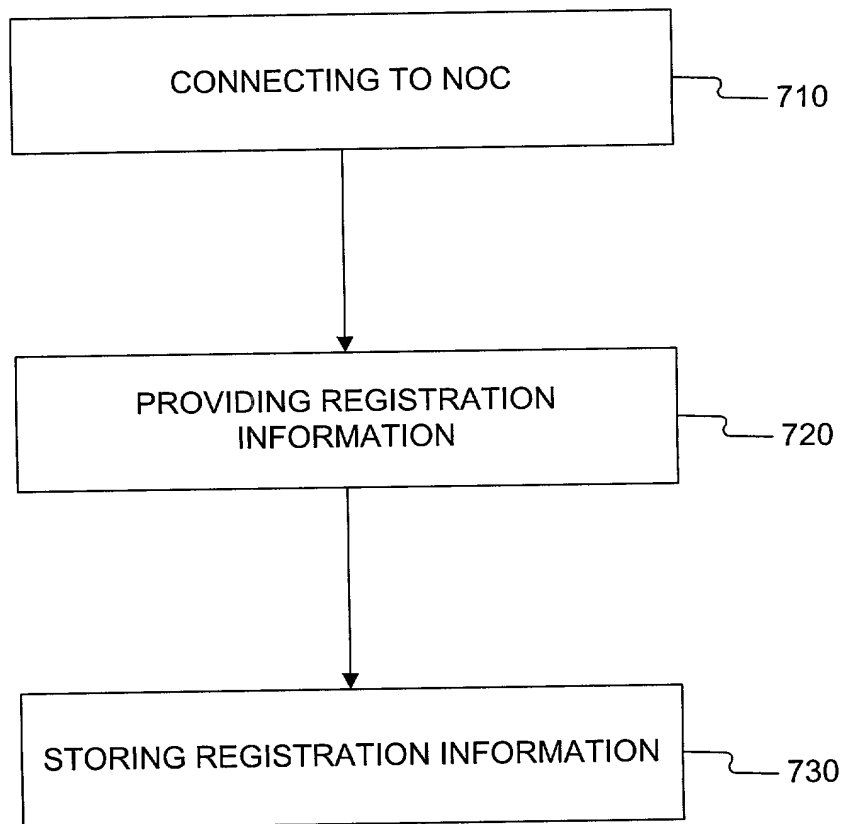 CONNECTING TO NOC
710
PROVIDING REGISTRATION
INFORMATION
720
STORING REGISTRATION INFORMATION
730